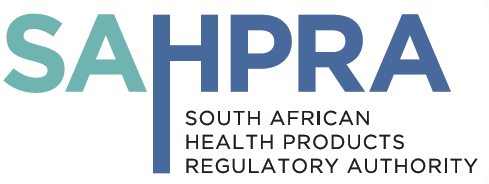 SAHPRA
SOUTH AFRICAN
HEALTH PRODUCTS
REGULATORY AUTHORITY